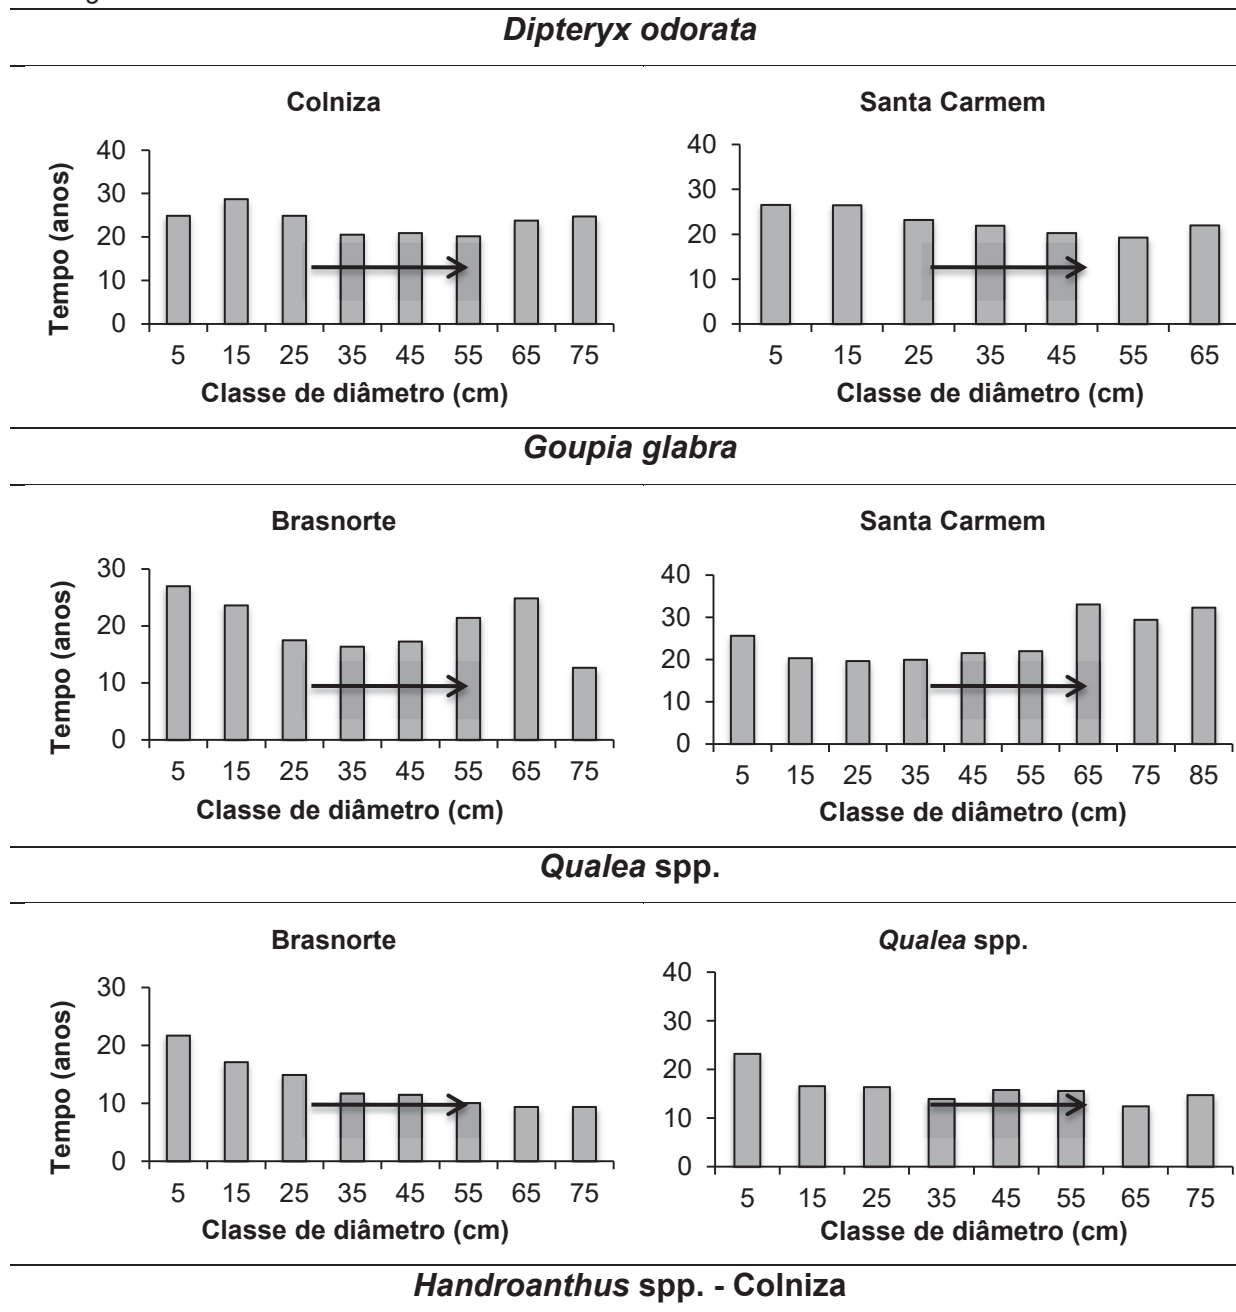 Dipteryx odorata
Colniza
Santa Carmem
Tempo (anos)
40
30
20
10
0
5 15 25 35 45 55 65 75
Classe de diâmetro (cm)
40
30
20
10
0
5 15 25 35 45 55 65
Classe de diâmetro (cm)
Goupia glabra
Brasnorte
Santa Carmem
Tempo (anos)
30
20
10
0
5 15 25 35 45 55 65 75
Classe de diâmetro (cm)
40
30
20
10
0
5 15 25 35 45 55 65 75 85
Classe de diâmetro (cm)
Qualea spp.
Brasnorte
Qualea spp.
Tempo (anos)
30
20
10
0
5 15 25 35 45 55 65 75
Classe de diâmetro (cm)
40
30
20
10
0
5 15 25 35 45 55 65 75
Classe de diâmetro (cm)
Handroanthus spp. - Colniza